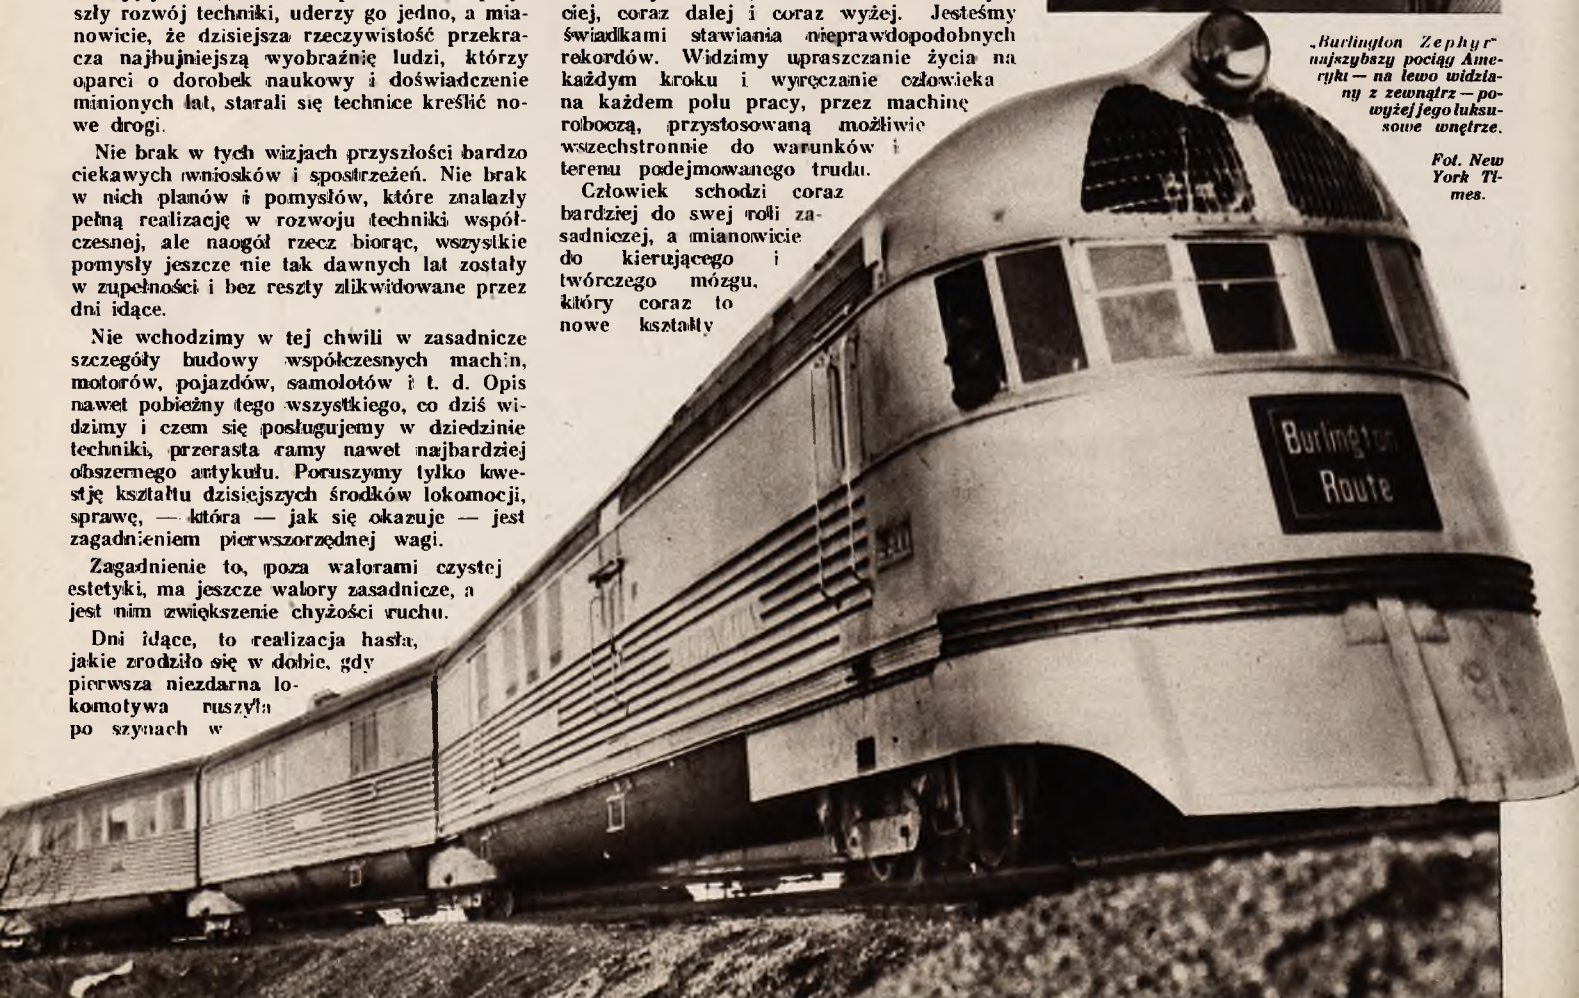 szły rozwój techniki, uderzy go jedno, a mia-
nowicie, że dzisiejsza rzeczywistość przekra-
cza najbujniejszą wyobraźnię ludzi, którzy
oparci o dorobek naukowy i doświadczenie
minionych lat, starali się technice kreślić no-
we drogi.
Nie brak w tych wizjach przyszłości bardzo
ciekawych wniosków i spostrzeżeń. Nie brak
w nich planów i pomysłów, które znalazły
pełną realizację w rozwoju techniki współ-
czesnej, ale naogół rzecz biorąc, wszystkie
pomysły jeszcze nie tak dawnych lat zostały
w zupełności i bez reszty zlikwidowane przez
dni idące.
Nie wchodzimy w tej chwili w zasadnicze
szczegóły budowy współczesnych machin,
motorów, pojazdów, samolotów i t. d. Opis
nawet pobieżny tego wszystkiego, co dziś wi-
dzimy i czem się posługujemy w dziedzinie
techniki, przerasta ramy nawet najbardziej
obszernego artykułu. Poruszymy tylko kwe-
stję kształtu dzisiejszych środków lokomocji,
sprawę, — która — jak się okazuje — jest
zagadnieniem pierwszorzędnej wagi.
Zagadnienie to, poza walorami czystej
estetyki, ma jeszcze walory zasadnicze, a
jest nim zwiększenie chyżości ruchu.
Dni idące, to realizacja hasła,
jakie zrodziło się w dobie, gdy
pierwsza niezdarna lo-
komotywa ruszyła
po szynach w
ciej, coraz dalej i coraz wyżej. Jesteśmy
świadkami stawiania nieprawdopodobnych
rekordów. Widzimy upraszczanie życia na
każdym kroku i wyręczanie człowieka
na każdem polu pracy, przez machinę
roboczą, przystosowaną możliwie
wszechstronnie do warunków i
terenu podejmowanego trudu.
Człowiek schodzi coraz
bardziej do swej roli za-
sadniczej, a mianowicie
do kierującego i
twórczego mózgu,
który coraz to
nowe kształty
„Burlington Zephyr"
najszybszy pociąg Ame-
ryki — na lewo widzia-
ny z zewnątrz — po-
wyżej jego luksu-
sowe wnętrze.
Fot. New
York Ti-
mes.
Burlington
Route